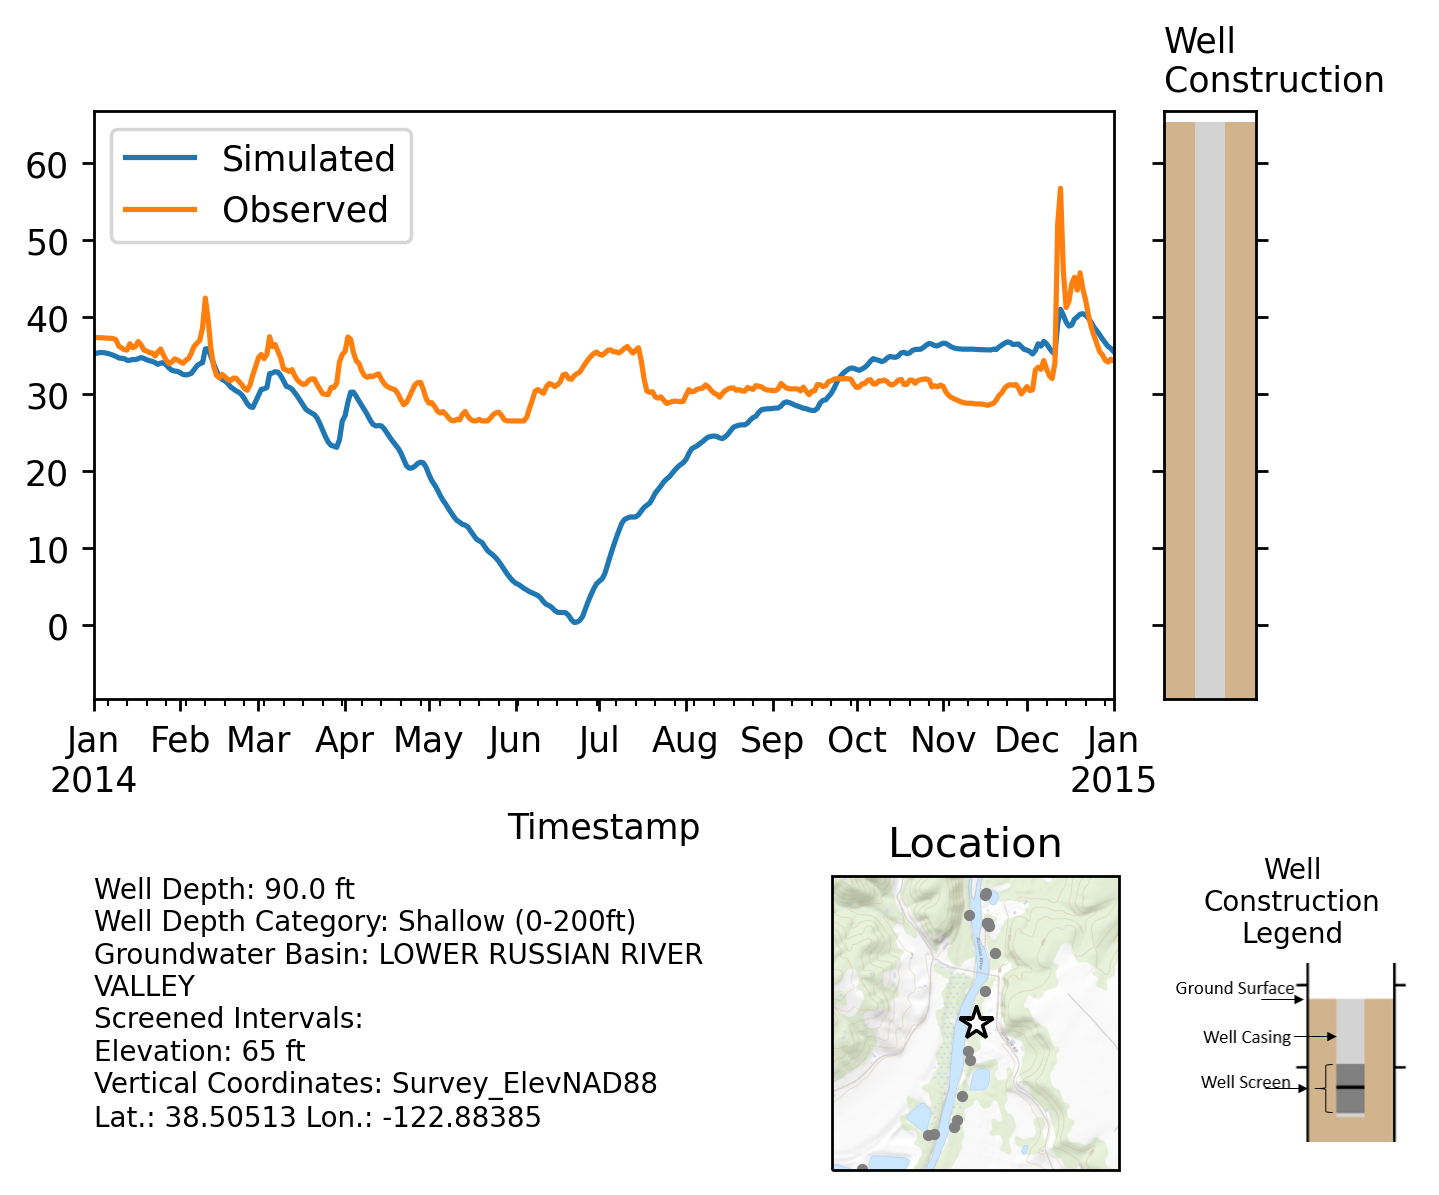 Well
Construction
Simulated
Observed
60
50
40
30
20
10
0
Jan Feb Mar Apr May Jun Jul Aug Sep Oct Nov Dec Jan
2014 2015
Timestamp
Well Depth: 90.0 ft
Well Depth Category: Shallow (0-200ft)
Groundwater Basin: LOWER RUSSIAN RIVER
VALLEY
Screened Intervals:
Elevation: 65 ft
Vertical Coordinates: Survey_ElevNAD88
Lat.: 38.50513 Lon.: -122.88385
Location
Well
Construction
Legend
Ground Surface
Well Casing
Well Screen